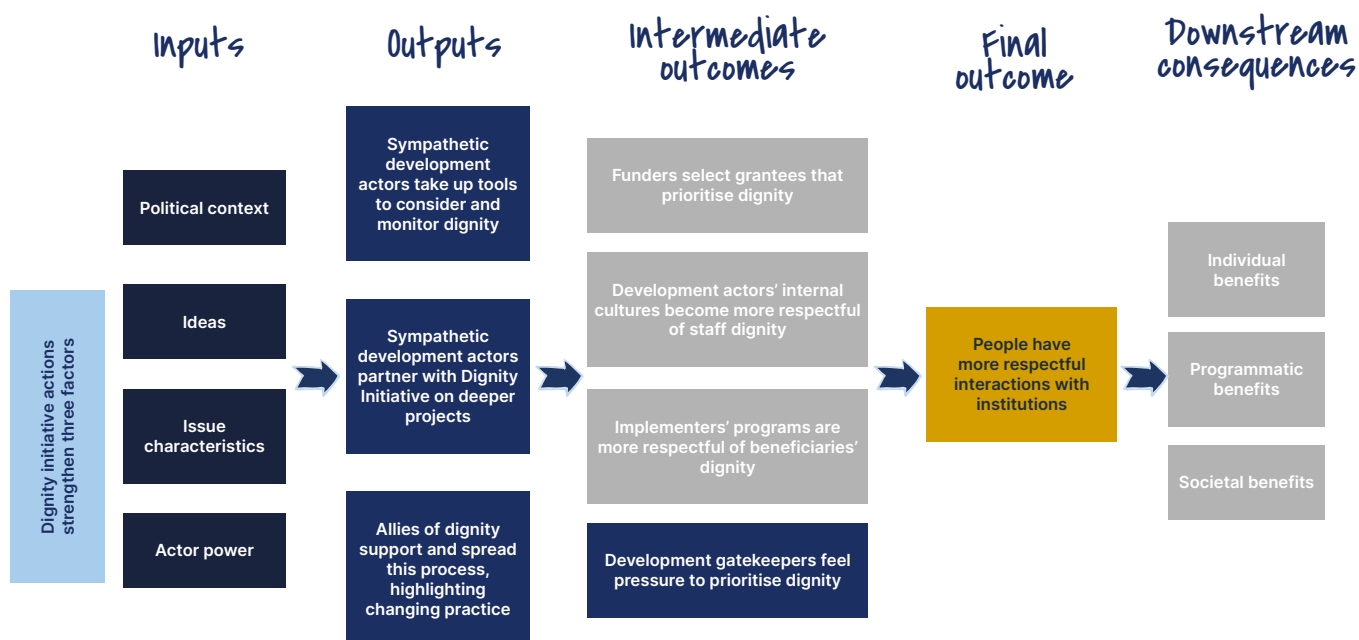 Inputs
Outputs
Intermediate
outcomes
Final
outcome
Downstream
consequences
Dignity initiative actions
strengthen three factors
Political context
Ideas
Issue
characteristics
Actor power
Sympathetic
development
actors take up tools
to consider and
monitor dignity
Sympathetic
development actors
partner with Dignity
Initiative on deeper
projects
Allies of dignity
support and spread
this process,
highlighting
changing practice
Funders select grantees that
prioritise dignity
Development actors’ internal
cultures become more respectful
of staff dignity
Implementers’ programs are
more respectful of beneficiaries’
dignity
Development gatekeepers feel
pressure to prioritise dignity
People have
more respectful
interactions with
institutions
Individual
benefits
Programmatic
benefits
Societal benefits